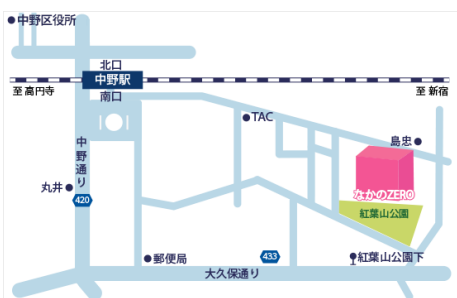 中野区役所
北口
中野駅
至 高円寺
至 新宿
南口
TAC
島忠
中野通り
なかのZERO
丸井
420
紅葉山公園
郵便局
433
紅葉山公園下
大久保通り